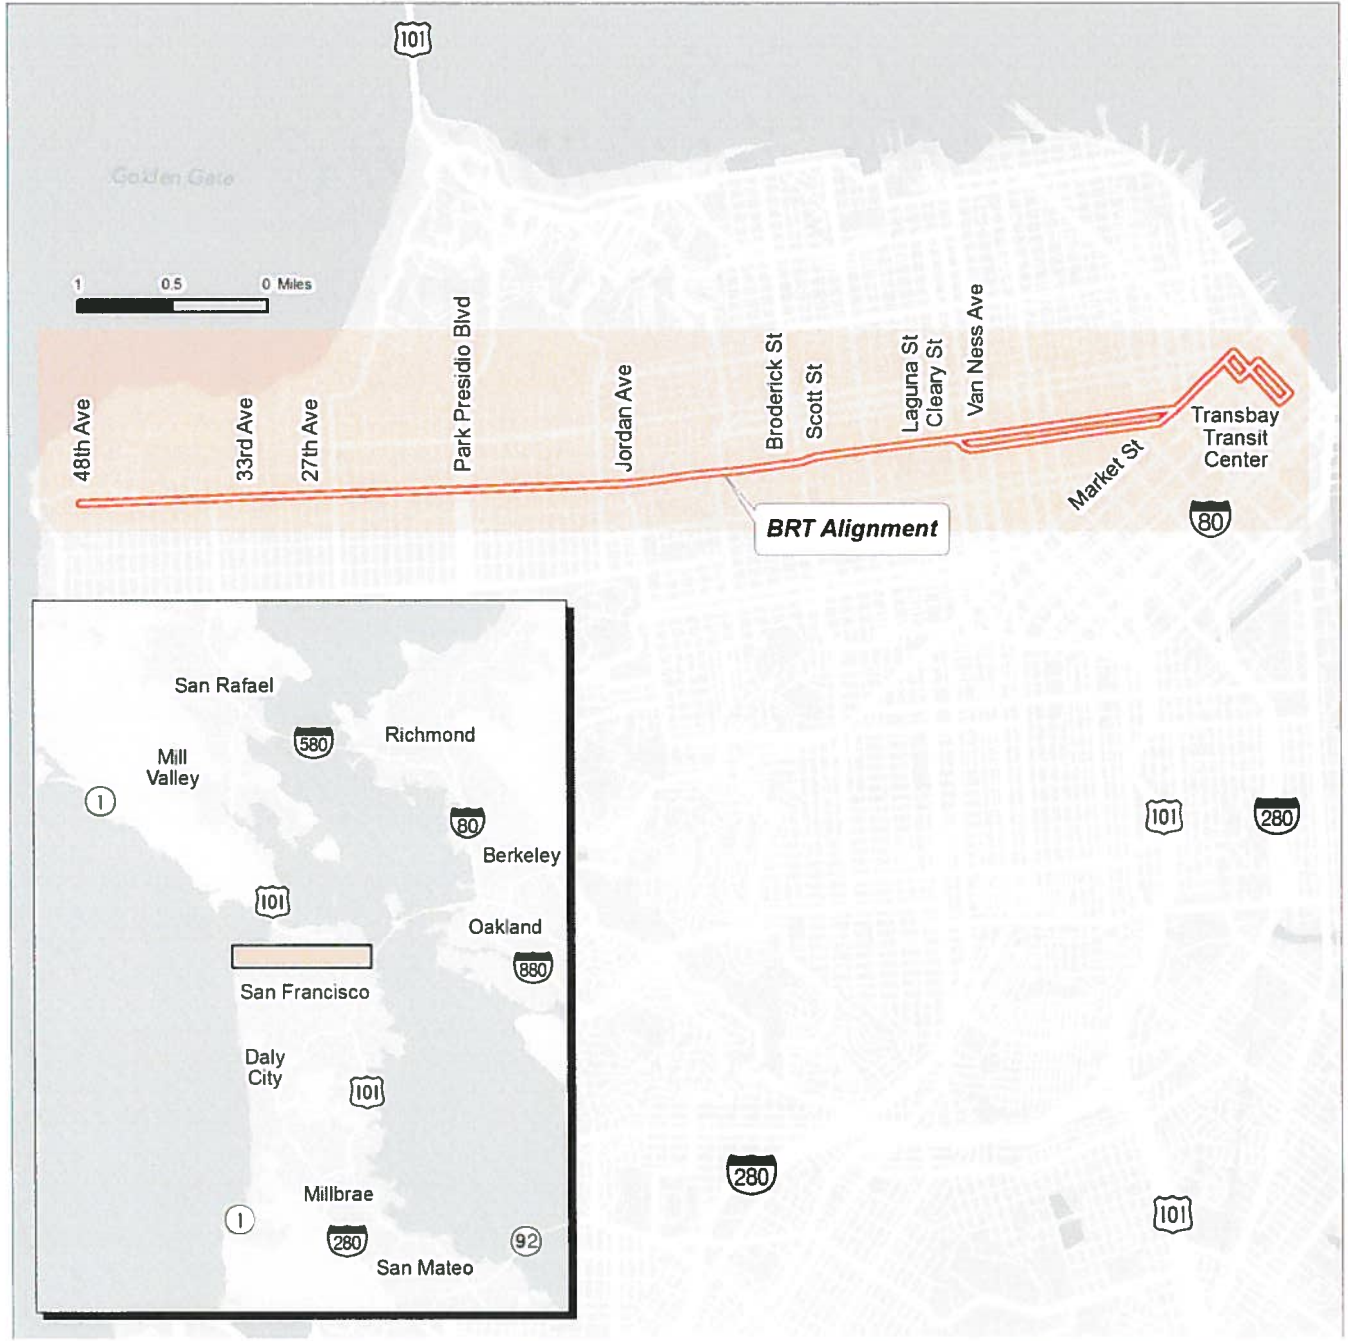 101
Golden Gate
1 0.5 0 Miles
48th Ave
33rd Ave
27th Ave
Park Presidio Blvd
Jordan Ave
Broderick St
Scott St
Laguna St
Cleary St
Van Ness Ave
Market St
Transbay
Transit
Center
80
BRT Alignment
San Rafael
580
Richmond
Mill
Valley
1
80
Berkeley
101
Oakland
880
San Francisco
Daly
City
101
Millbrae
1
280
92
San Mateo
101
280
280
101